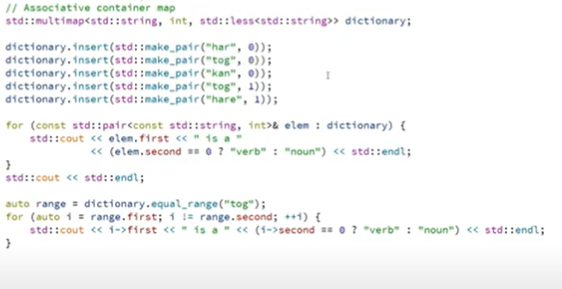 // Associative container map
std::multimap<std::string, int, std::less<std::string>> dictionary;
dictionary.insert(std::make_pair("har", 0));
dictionary.insert(std::make_pair("tog", 0));
dictionary.insert(std::make_pair("kan", 0));
dictionary.insert(std::make_pair("tog", 1));
dictionary.insert(std::make_pair("hare", 1));
for (const std::pair<const std::string, int>& elem : dictionary) {
std::cout << elem.first << " is a "
<< (elem.second == 0 ? "verb" : "noun") << std::endl;
}
std::cout << std::endl;
auto range = dictionary.equal_range("tog");
for (auto i = range.first; i != range.second; ++i) {
std::cout << i->first << " is a " << (i->second == 0 ? "verb" : "noun") << std::endl;
}